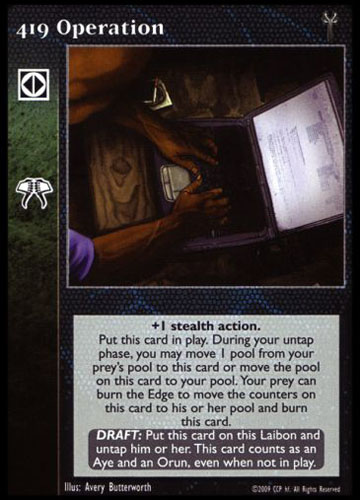 419 Operation
+1 stealth action.
Put this card in play. During your untap
phase, you may move 1 pool from your
prey's pool to this card or move the pool
on this card to your pool. Your prey can
burn the Edge to move the counters on
this card to his or her pool and burn
this card.
DRAFT: Put this card on this Laibon and
untap him or her. This card counts as an
Aye and an Orun, even when not in play.
Illus: Avery Butterworth
©2009 CCP hf. All Rights Reserved